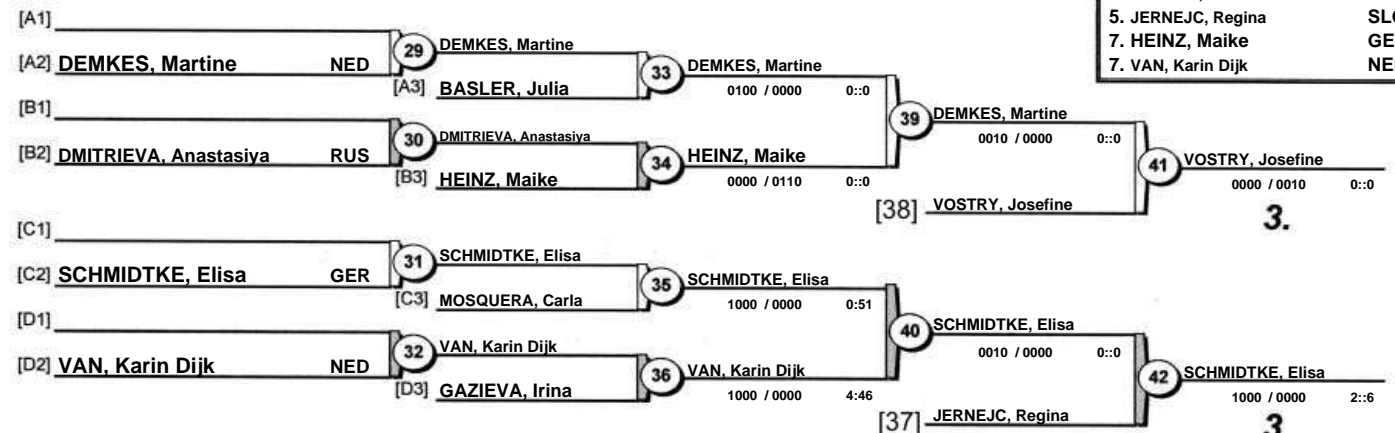 5. JERNEJC, Regina SL
7. HEINZ, Maike GE
7. VAN, Karin Dijk NE
[A1]
[A2] DEMKES, Martine NED
29 DEMKES, Martine
[A3] BASLER, Julia
33 DEMKES, Martine
0100 / 0000 0::0
[B1]
[B2] DMITRIEVA, Anastasiya RUS
30 DMITRIEVA, Anastasiya
[B3] HEINZ, Maike
34 HEINZ, Maike
0000 / 0110 0::0
39 DEMKES, Martine
0010 / 0000 0::0
[38] VOSTRY, Josefine
41 VOSTRY, Josefine
0000 / 0010 0::0
3.
[C1]
[C2] SCHMIDTKE, Elisa GER
31 SCHMIDTKE, Elisa
[C3] MOSQUERA, Carla
35 SCHMIDTKE, Elisa
1000 / 0000 0:51
[D1]
[D2] VAN, Karin Dijk NED
32 VAN, Karin Dijk
[D3] GAZIEVA, Irina
36 VAN, Karin Dijk
1000 / 0000 4:46
40 SCHMIDTKE, Elisa
0010 / 0000 0::0
[37] JERNEJC, Regina
42 SCHMIDTKE, Elisa
1000 / 0000 2::6
3